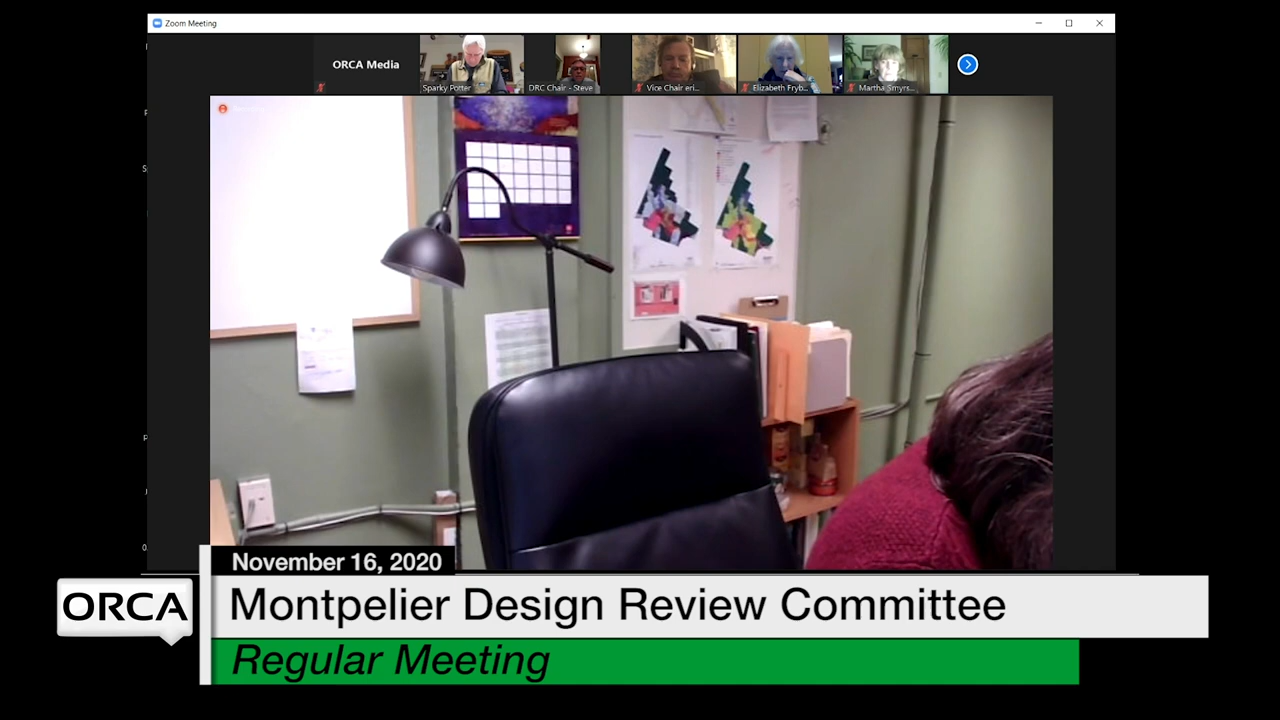 Zoom Meeting
ORCA Media
Sparky Potter
DRC Chair - Steve
Vice Chair eri...
Elizabeth Fryb...
Martha Smyrs...
November 16, 2020
ORCA
Montpelier Design Review Committee
Regular Meeting